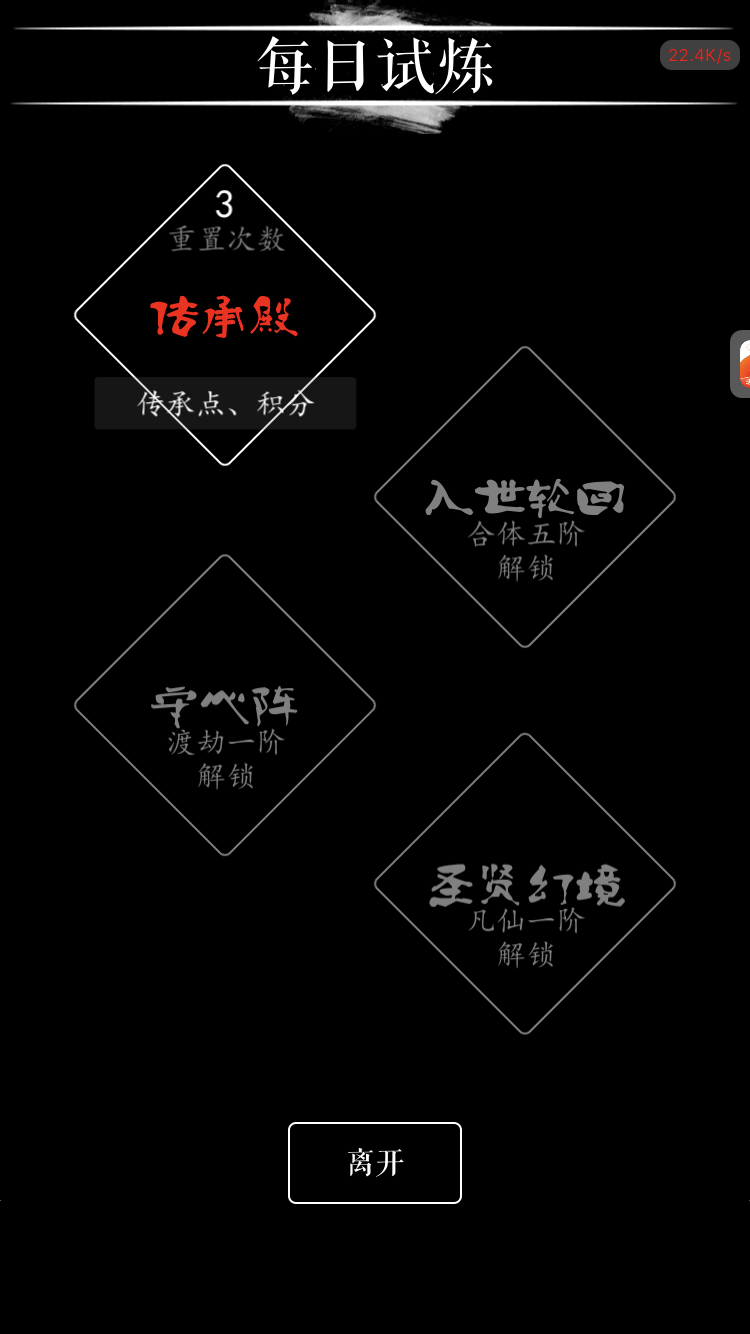 每日试炼
22.4K/s
3
重置次数
传承殿
传承点、积分
入世轮回
合体五阶
解锁
守心阵
渡劫一阶
解锁
圣贤幻境
凡仙一阶
解锁
离开